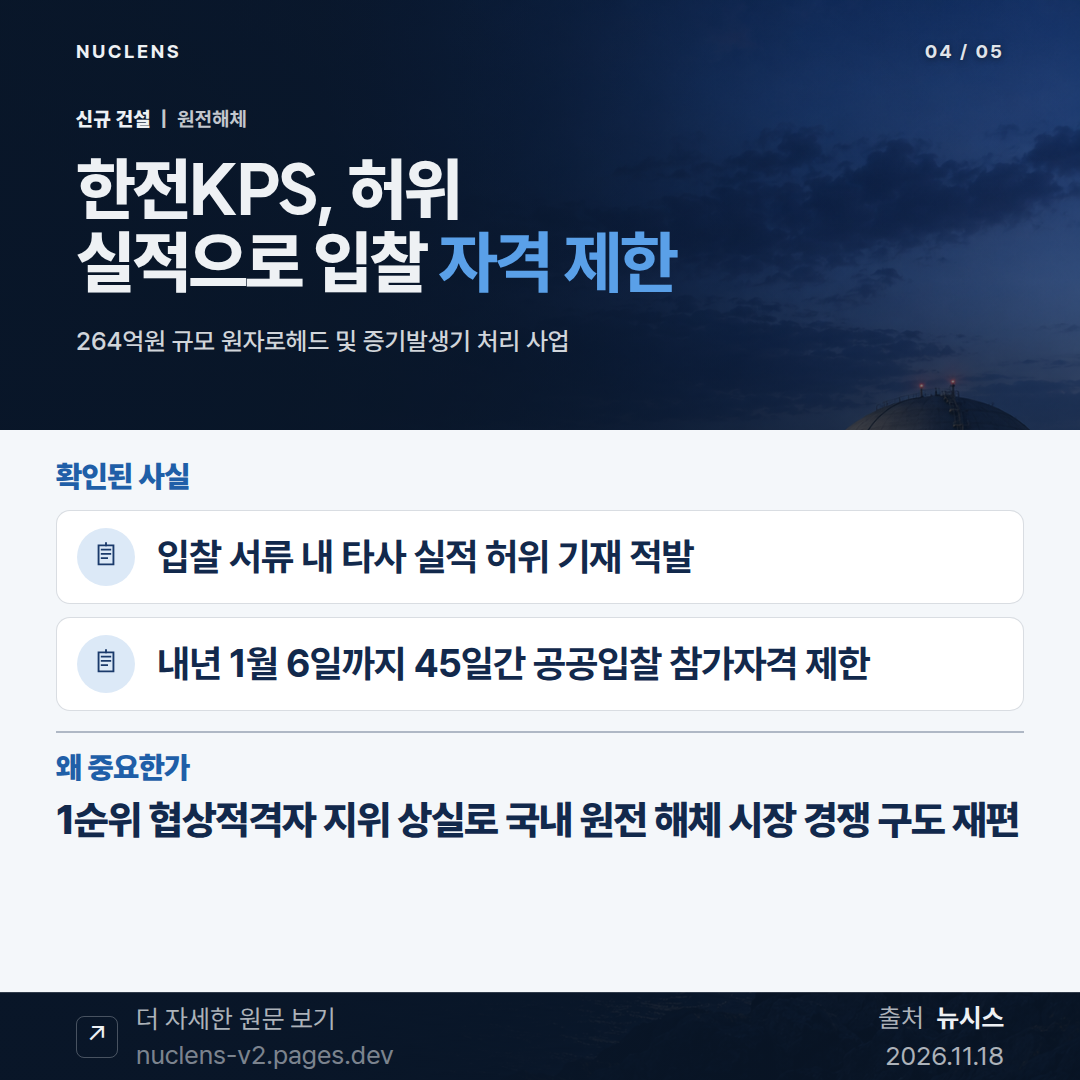 NUCLENS
04 / 05
신규 건설 | 원전해체
한전KPS, 허위
실적으로 입찰 자격 제한
264억원 규모 원자로헤드 및 증기발생기 처리 사업
확인된 사실
입찰 서류 내 타사 실적 허위 기재 적발
내년 1월 6일까지 45일간 공공입찰 참가자격 제한
왜 중요한가
1순위 협상적격자 지위 상실로 국내 원전 해체 시장 경쟁 구도 재편
더 자세한 원문 보기
nuclens-v2.pages.dev
출처 뉴시스
2026.11.18